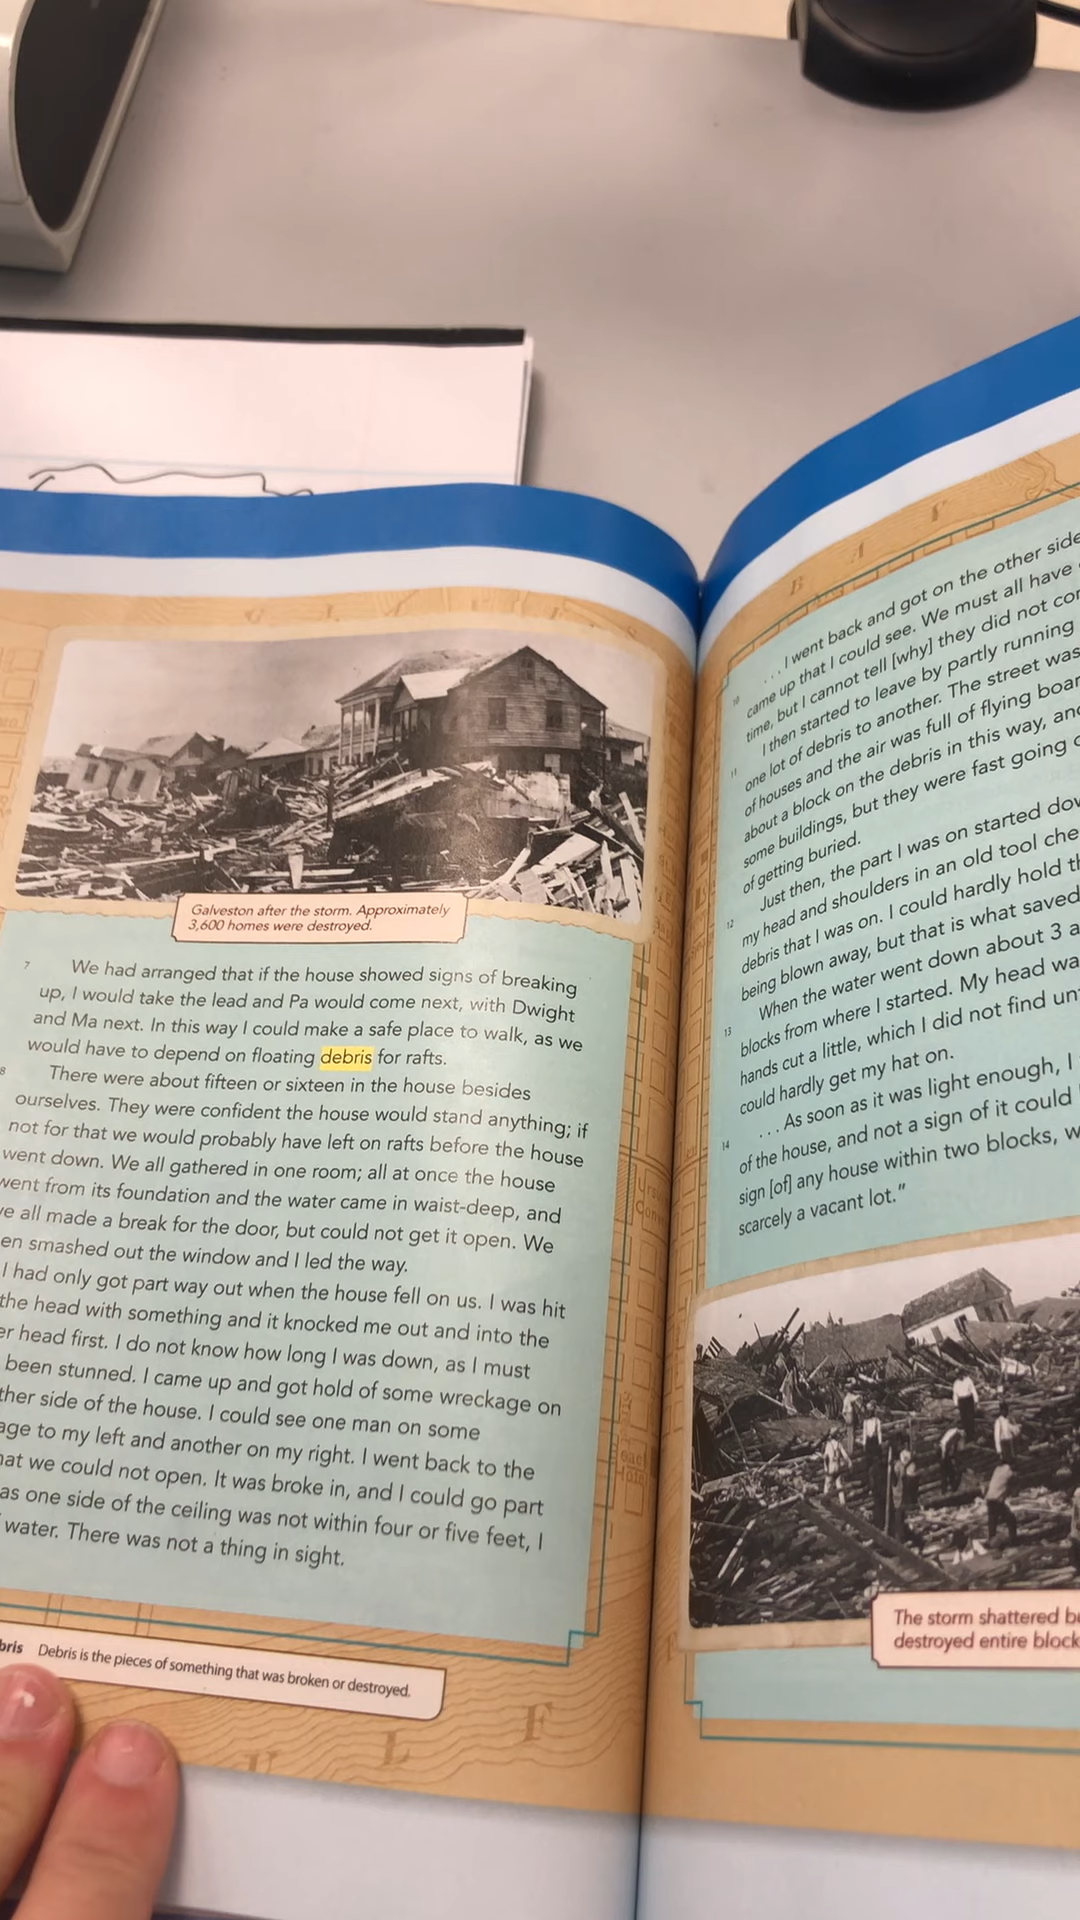 Galveston after the storm. Approximately
3,600 homes were destroyed.
7 We had arranged that if the house showed signs of breaking
up, I would take the lead and Pa would come next, with Dwight
and Ma next. In this way I could make a safe place to walk, as we
would have to depend on floating debris for rafts.
8 There were about fifteen or sixteen in the house besides
ourselves. They were confident the house would stand anything; if
not for that we would probably have left on rafts before the house
went down. We all gathered in one room; all at once the house
went from its foundation and the water came in waist-deep, and
we all made a break for the door, but could not get it open. We
en smashed out the window and I led the way.
I had only got part way out when the house fell on us. I was hit
the head with something and it knocked me out and into the
er head first. I do not know how long I was down, as I must
been stunned. I came up and got hold of some wreckage on
ther side of the house. I could see one man on some
age to my left and another on my right. I went back to the
hat we could not open. It was broke in, and I could go part
as one side of the ceiling was not within four or five feet, I
water. There was not a thing in sight.
bris Debris is the pieces of something that was broken or destroyed.
U L F
B A Y
10 . . . I went back and got on the other side
came up that I could see. We must all have
time, but I cannot tell [why] they did not con
11 I then started to leave by partly running
one lot of debris to another. The street was
of houses and the air was full of flying boar
about a block on the debris in this way, and
some buildings, but they were fast going
of getting buried.
12 Just then, the part I was on started dow
my head and shoulders in an old tool che
debris that I was on. I could hardly hold th
being blown away, but that is what saved
13 When the water went down about 3 a
blocks from where I started. My head wa
hands cut a little, which I did not find un
could hardly get my hat on.
14 . . . As soon as it was light enough, I
of the house, and not a sign of it could
sign [of] any house within two blocks, w
scarcely a vacant lot.”
The storm shattered bu
destroyed entire block